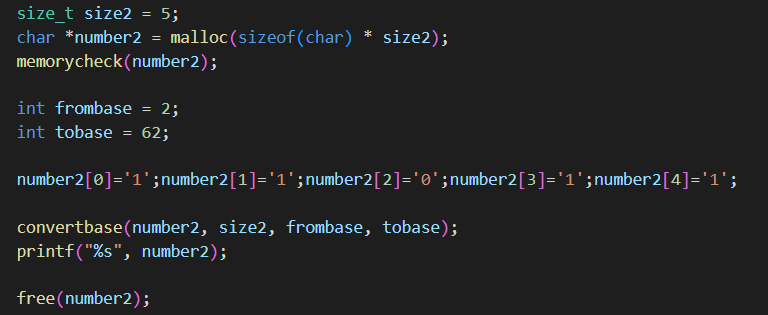 size_t size2 = 5;
char *number2 = malloc(sizeof(char) * size2);
memorycheck(number2);
int frombase = 2;
int tobase = 62;
number2[0]='1';number2[1]='1';number2[2]='0';number2[3]='1';number2[4]='1';
convertbase(number2, size2, frombase, tobase);
printf("%s", number2);
free(number2);